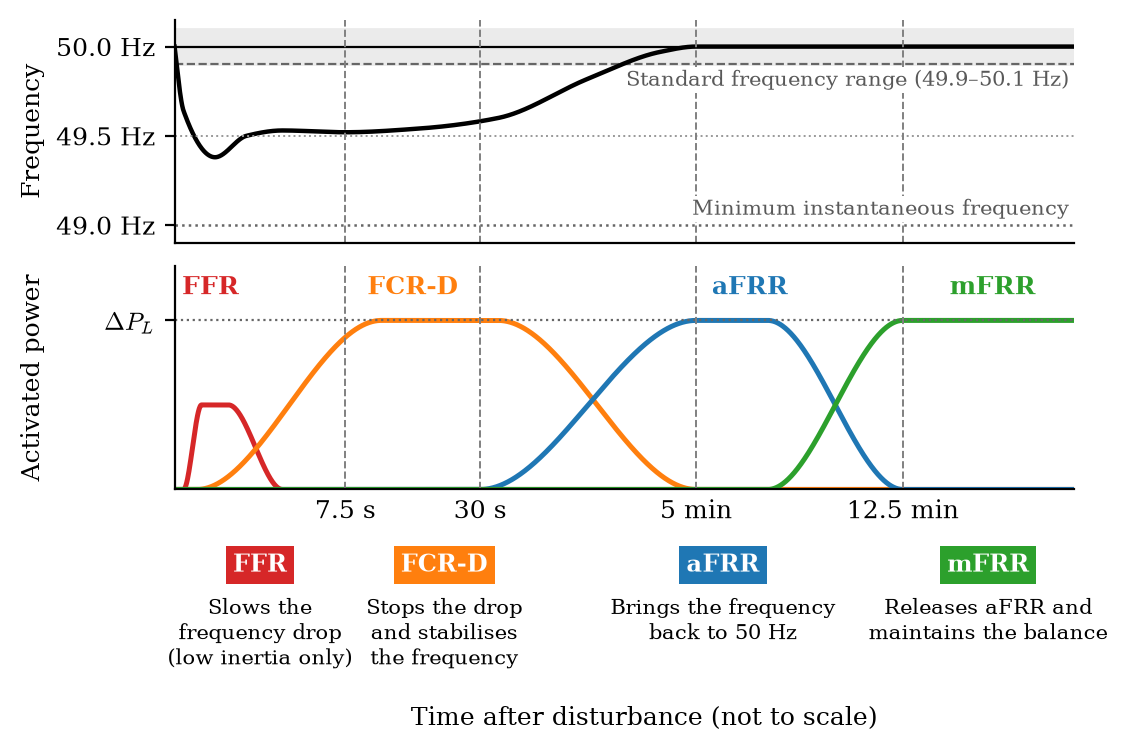 Frequency
50.0 Hz
49.5 Hz
49.0 Hz
Standard frequency range (49.9–50.1 Hz)
Minimum instantaneous frequency
Activated power
ΔP_L
FFR
FCR-D
aFRR
mFRR
7.5 s
30 s
5 min
12.5 min
FFR
Slows the
frequency drop
(low inertia only)
FCR-D
Stops the drop
and stabilises
the frequency
aFRR
Brings the frequency
back to 50 Hz
mFRR
Releases aFRR and
maintains the balance
Time after disturbance (not to scale)